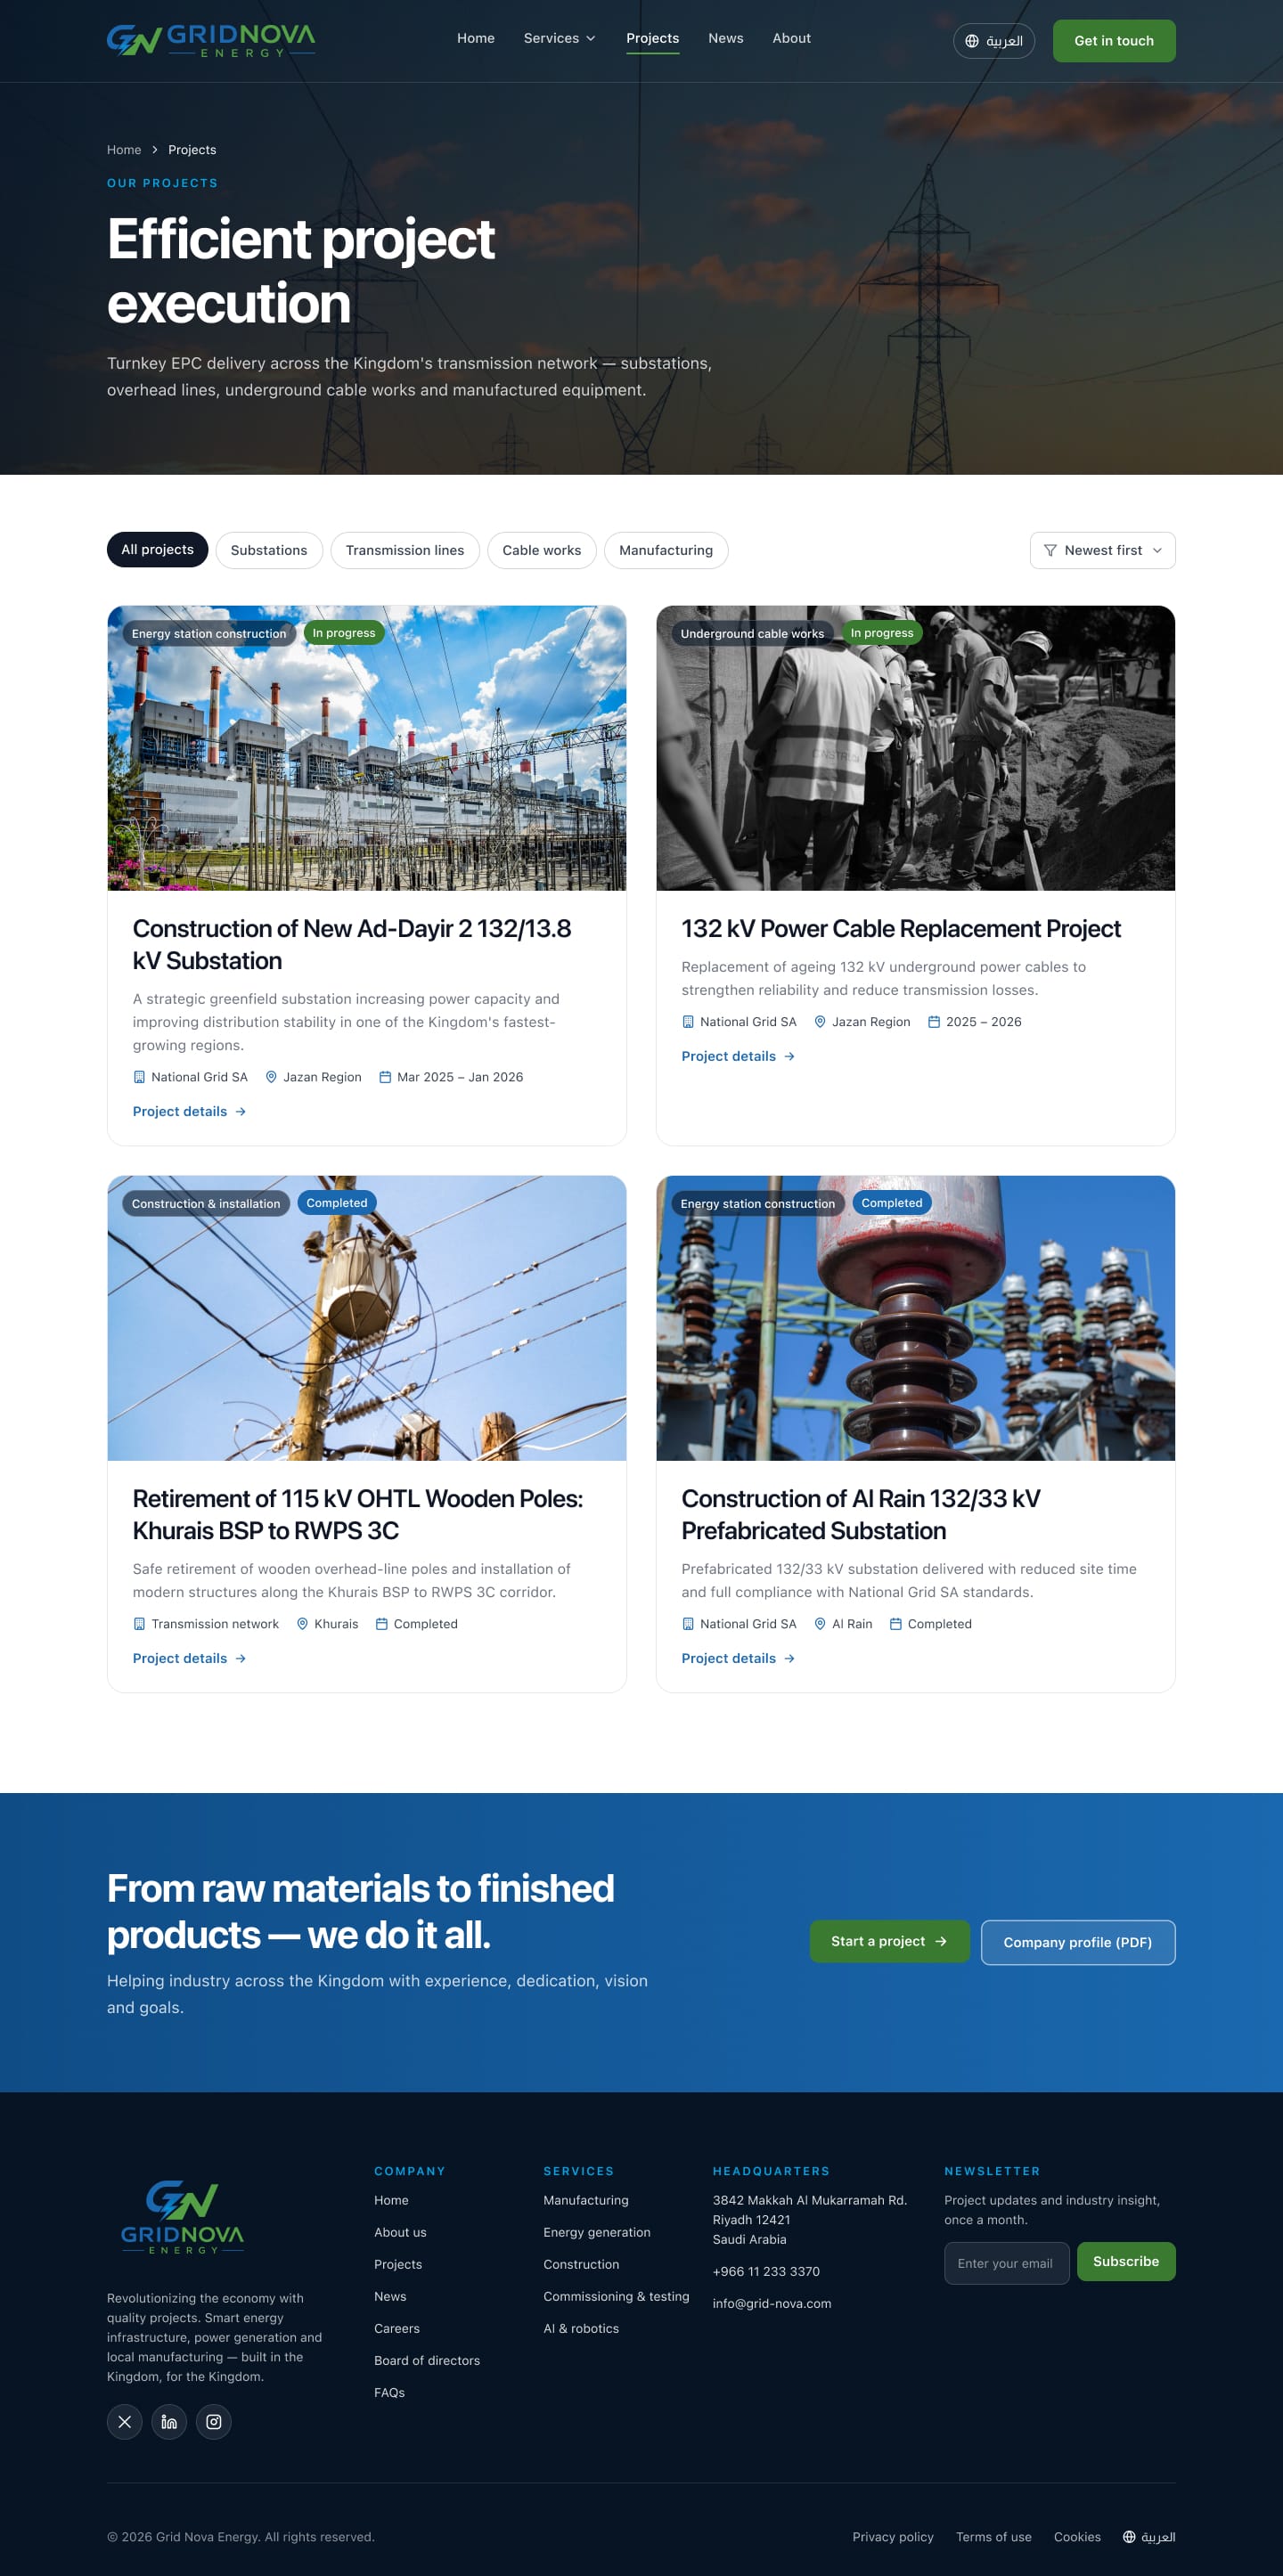 GRIDNOVA
ENERGY
Home Services Projects News About
العربية
Get in touch
Home > Projects
OUR PROJECTS
Efficient project
execution
Turnkey EPC delivery across the Kingdom's transmission network — substations,
overhead lines, underground cable works and manufactured equipment.
All projects Substations Transmission lines Cable works Manufacturing
Newest first
Energy station construction In progress
Construction of New Ad-Dayir 2 132/13.8
kV Substation
A strategic greenfield substation increasing power capacity and
improving distribution stability in one of the Kingdom's fastest-
growing regions.
National Grid SA Jazan Region Mar 2025 – Jan 2026
Project details →
Underground cable works In progress
132 kV Power Cable Replacement Project
Replacement of ageing 132 kV underground power cables to
strengthen reliability and reduce transmission losses.
National Grid SA Jazan Region 2025 – 2026
Project details →
Construction & installation Completed
Retirement of 115 kV OHTL Wooden Poles:
Khurais BSP to RWPS 3C
Safe retirement of wooden overhead-line poles and installation of
modern structures along the Khurais BSP to RWPS 3C corridor.
Transmission network Khurais Completed
Project details →
Energy station construction Completed
Construction of Al Rain 132/33 kV
Prefabricated Substation
Prefabricated 132/33 kV substation delivered with reduced site time
and full compliance with National Grid SA standards.
National Grid SA Al Rain Completed
Project details →
From raw materials to finished
products — we do it all.
Helping industry across the Kingdom with experience, dedication, vision
and goals.
Start a project →
Company profile (PDF)
GRIDNOVA
ENERGY
Revolutionizing the economy with
quality projects. Smart energy
infrastructure, power generation and
local manufacturing — built in the
Kingdom, for the Kingdom.
COMPANY
Home
About us
Projects
News
Careers
Board of directors
FAQs
SERVICES
Manufacturing
Energy generation
Construction
Commissioning & testing
AI & robotics
HEADQUARTERS
3842 Makkah Al Mukarramah Rd.
Riyadh 12421
Saudi Arabia
+966 11 233 3370
info@grid-nova.com
NEWSLETTER
Project updates and industry insight,
once a month.
Enter your email
Subscribe
© 2026 Grid Nova Energy. All rights reserved.
Privacy policy Terms of use Cookies العربية